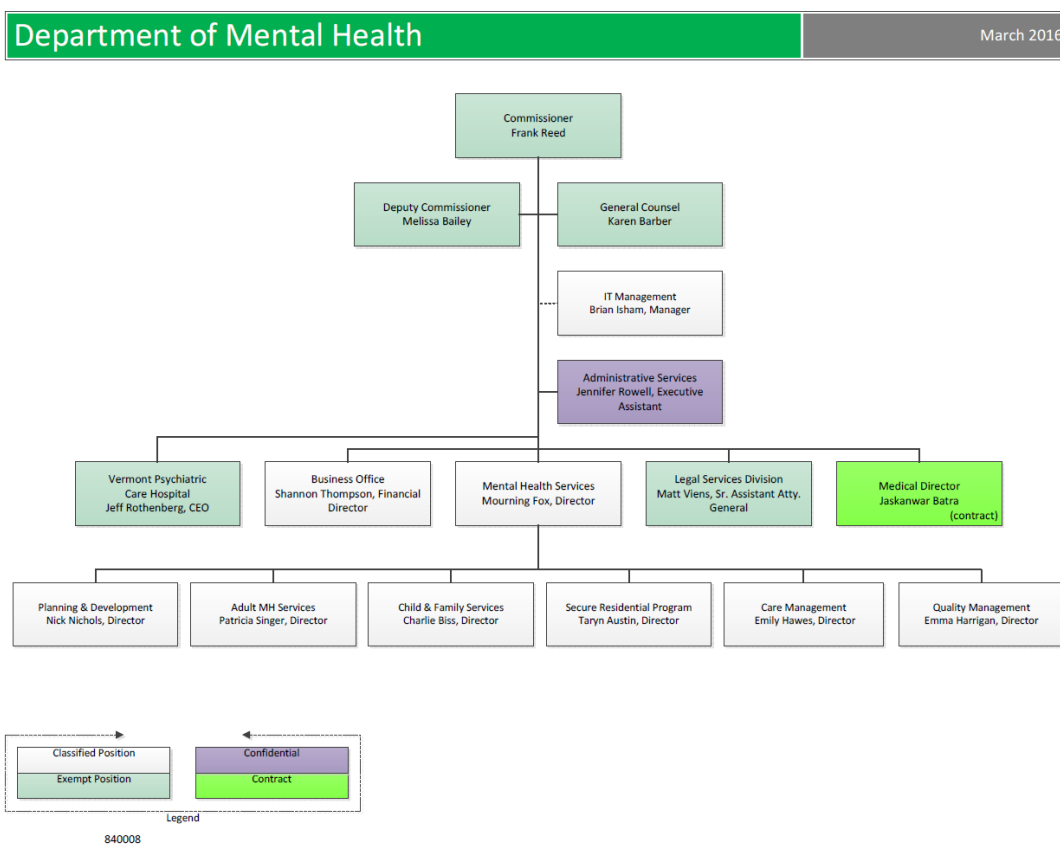 Department of Mental Health
March 2016
Commissioner
Frank Reed
Deputy Commissioner
Melissa Bailey
General Counsel
Karen Barber
IT Management
Brian Isham, Manager
Administrative Services
Jennifer Rowell, Executive
Assistant
Vermont Psychiatric
Care Hospital
Jeff Rothenberg, CEO
Business Office
Shannon Thompson, Financial
Director
Mental Health Services
Mourning Fox, Director
Legal Services Division
Matt Viens, Sr. Assistant Atty.
General
Medical Director
Jaskanwar Batra
(contract)
Planning & Development
Nick Nichols, Director
Adult MH Services
Patricia Singer, Director
Child & Family Services
Charlie Biss, Director
Secure Residential Program
Taryn Austin, Director
Care Management
Emily Hawes, Director
Quality Management
Emma Harrigan, Director
Classified Position
Exempt Position
Confidential
Contract
Legend
840008